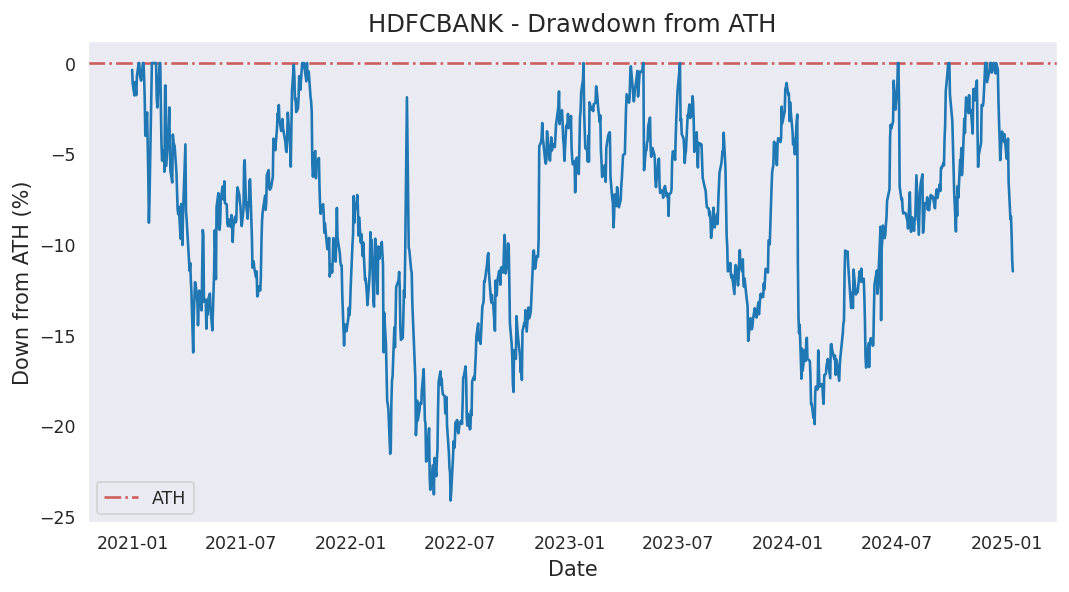 HDFCBANK - Drawdown from ATH
Down from ATH (%)
0
−5
−10
−15
−20
−25
ATH
2021-01 2021-07 2022-01 2022-07 2023-01 2023-07 2024-01 2024-07 2025-01
Date